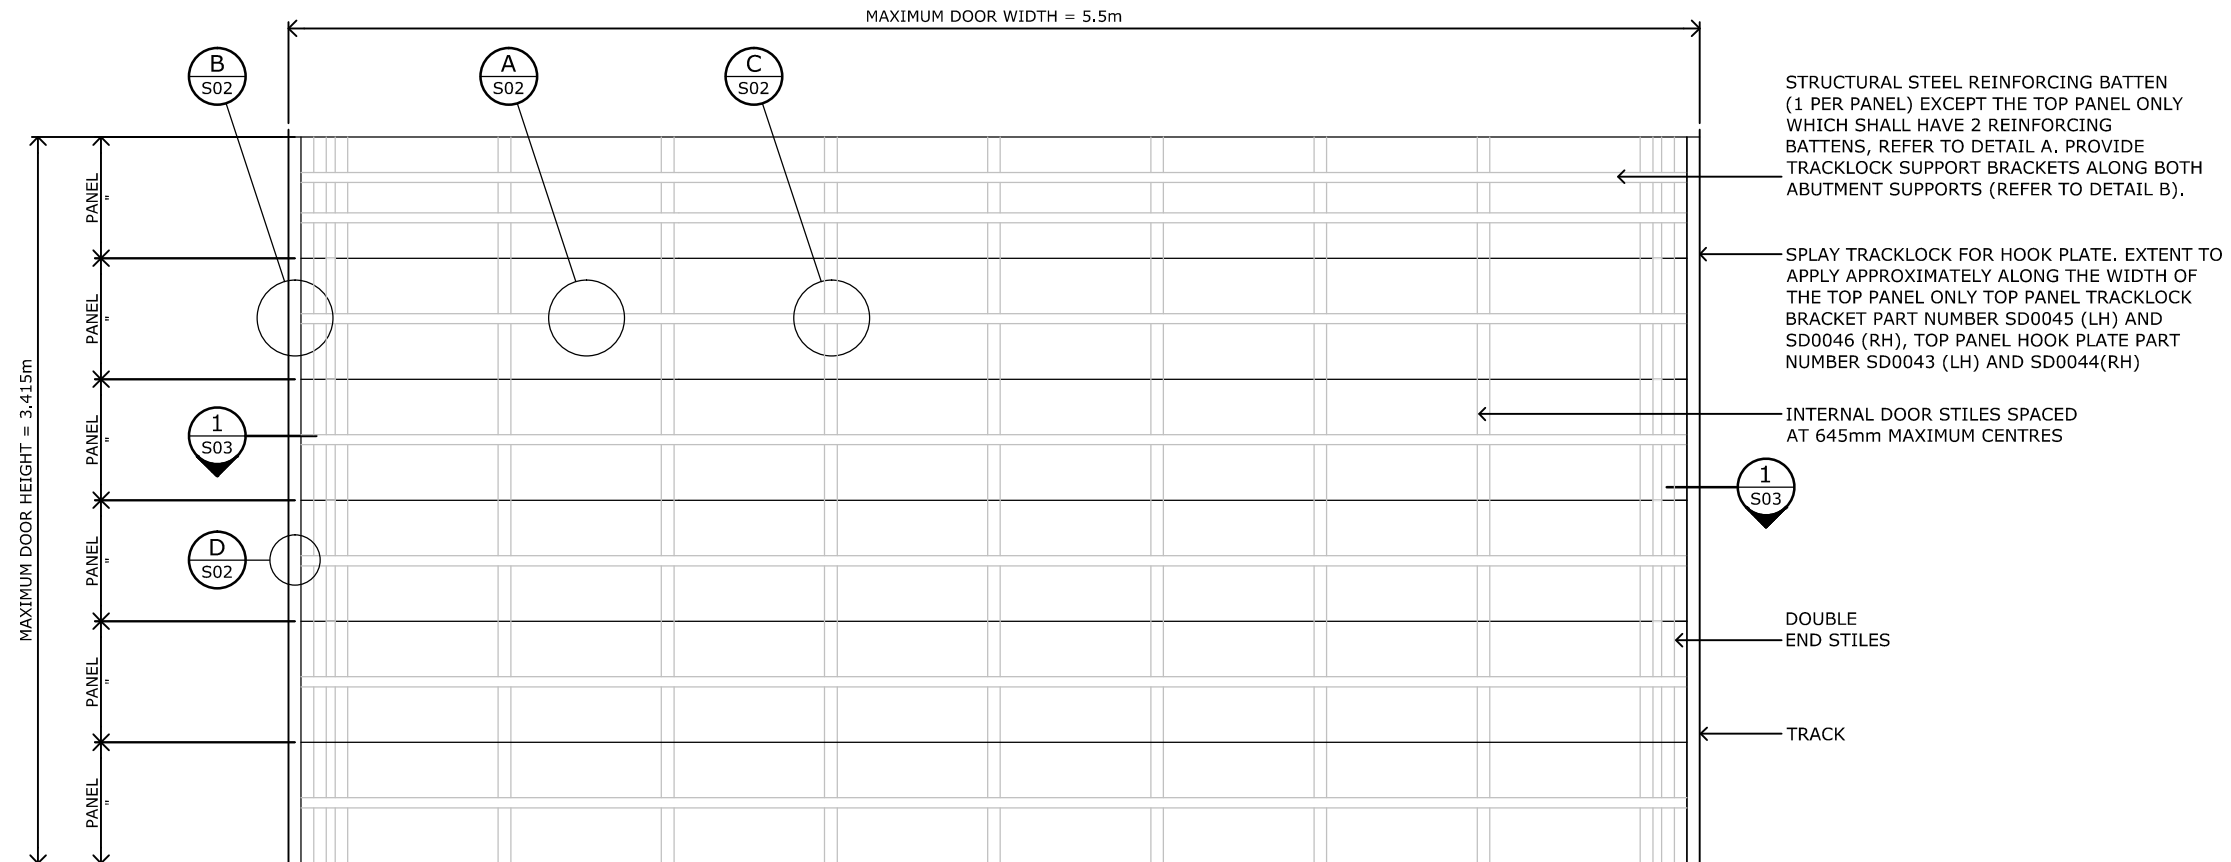 MAXIMUM DOOR WIDTH = 5.5m
B
S02
A
S02
C
S02
STRUCTURAL STEEL REINFORCING BATTEN
(1 PER PANEL) EXCEPT THE TOP PANEL ONLY
WHICH SHALL HAVE 2 REINFORCING
BATTENS, REFER TO DETAIL A. PROVIDE
TRACKLOCK SUPPORT BRACKETS ALONG BOTH
ABUTMENT SUPPORTS (REFER TO DETAIL B).
PANEL
"
SPLAY TRACKLOCK FOR HOOK PLATE. EXTENT TO
APPLY APPROXIMATELY ALONG THE WIDTH OF
THE TOP PANEL ONLY TOP PANEL TRACKLOCK
BRACKET PART NUMBER SD0045 (LH) AND
SD0046 (RH), TOP PANEL HOOK PLATE PART
NUMBER SD0043 (LH) AND SD0044(RH)
PANEL
"
MAXIMUM DOOR HEIGHT = 3.415m
PANEL
"
1
S03
INTERNAL DOOR STILES SPACED
AT 645mm MAXIMUM CENTRES
1
S03
PANEL
"
D
S02
DOUBLE
END STILES
PANEL
"
TRACK
PANEL
"